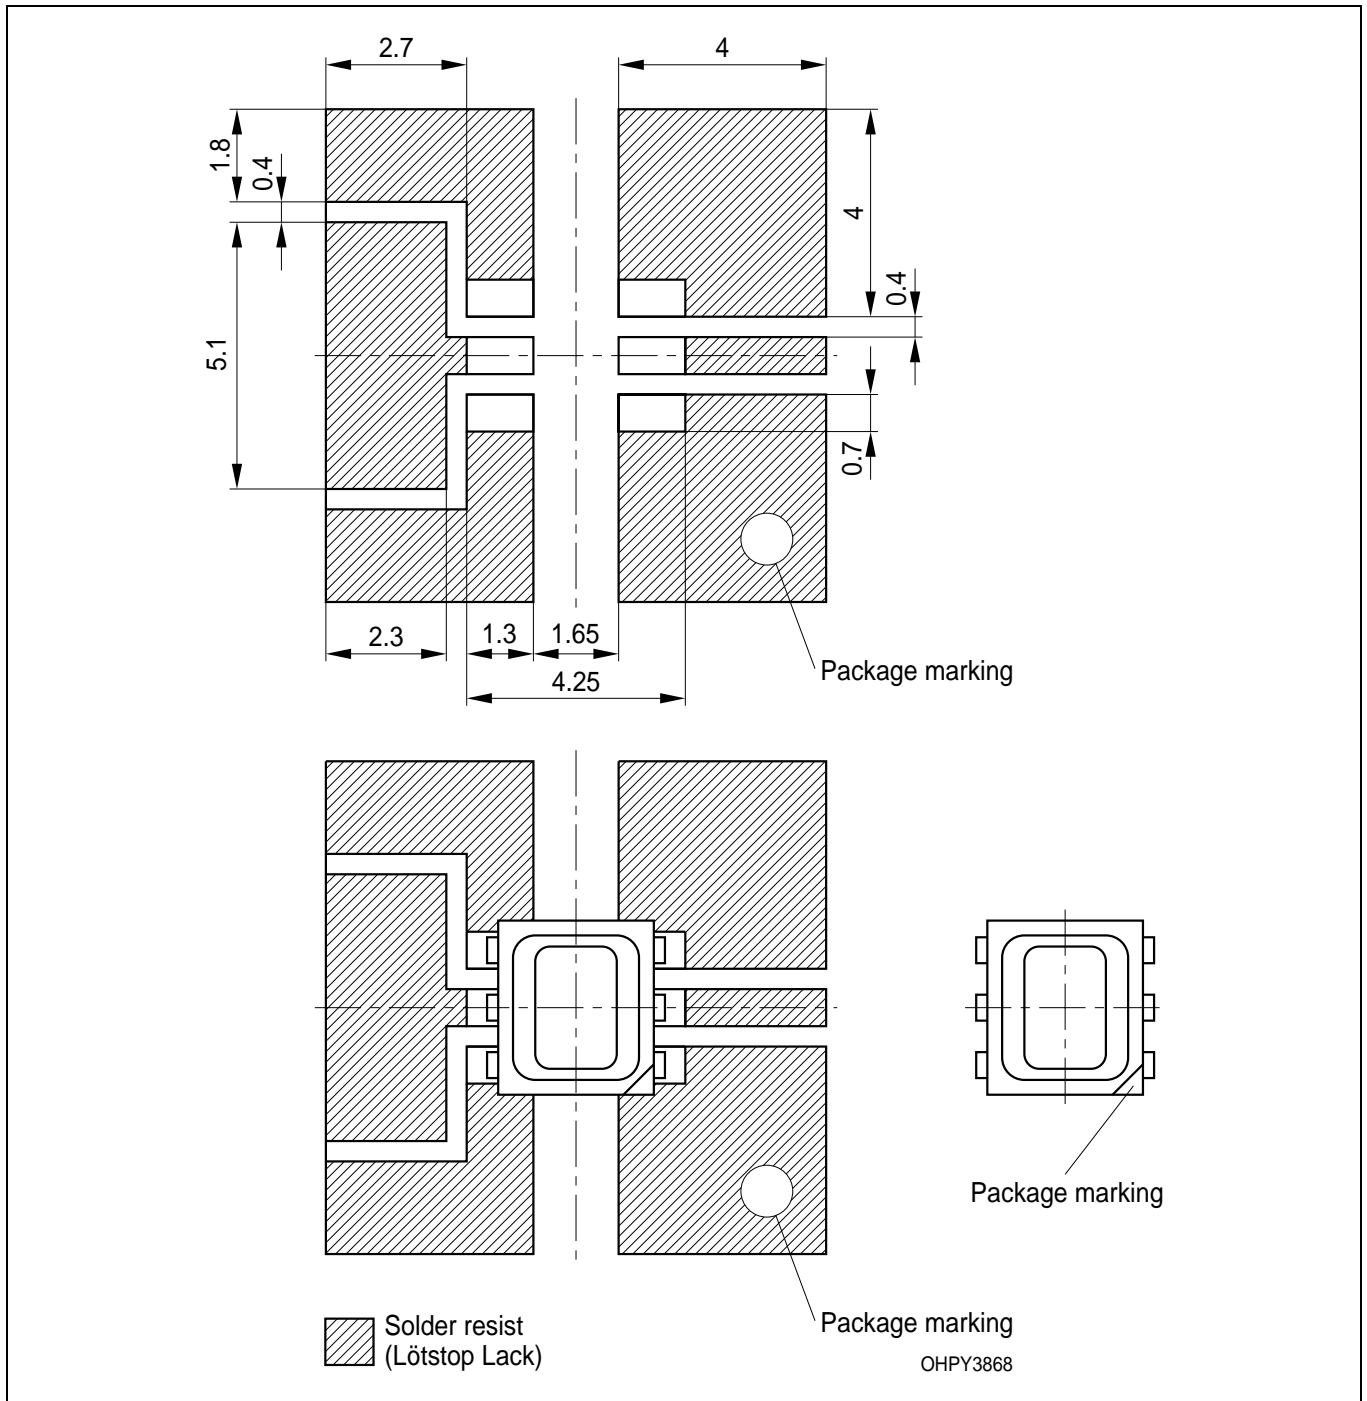 2.7
4
1.8
0.4
4
0.4
5.1
0.7
2.3
1.3
1.65
4.25
Package marking
Package marking
Package marking
Solder resist
(Lötstop Lack)
OHPY3868